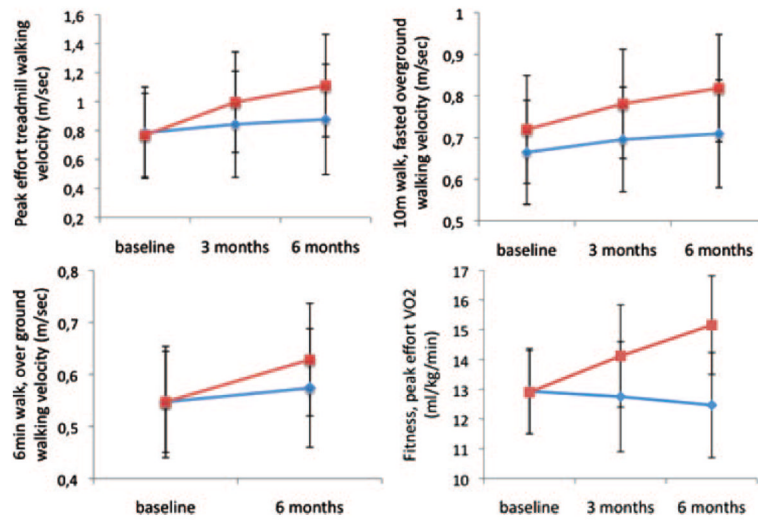 Peak effort treadmill walking
velocity (m/sec)
1,6
1,4
1,2
1
0,8
0,6
0,4
0,2
baseline 3 months 6 months
10m walk, fasted overground
walking velocity (m/sec)
1
0,9
0,8
0,7
0,6
0,5
baseline 3 months 6 months
6min walk, over ground
walking velocity (m/sec)
0,8
0,7
0,6
0,5
0,4
baseline 6 months
Fitness, peak effort VO2
(ml/kg/min)
17
16
15
14
13
12
11
10
baseline 3 months 6 months